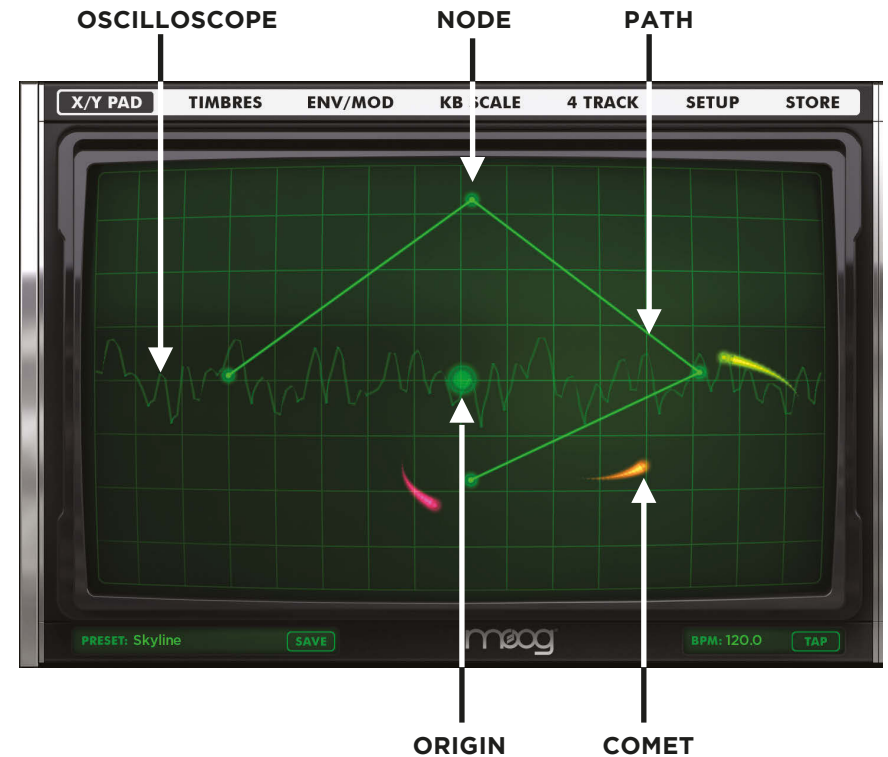 OSCILLOSCOPE NODE PATH
X/Y PAD TIMBRES ENV/MOD KB SCALE 4 TRACK SETUP STORE
PRESET: Skyline SAVE moog BPM: 120.0 TAP
ORIGIN COMET